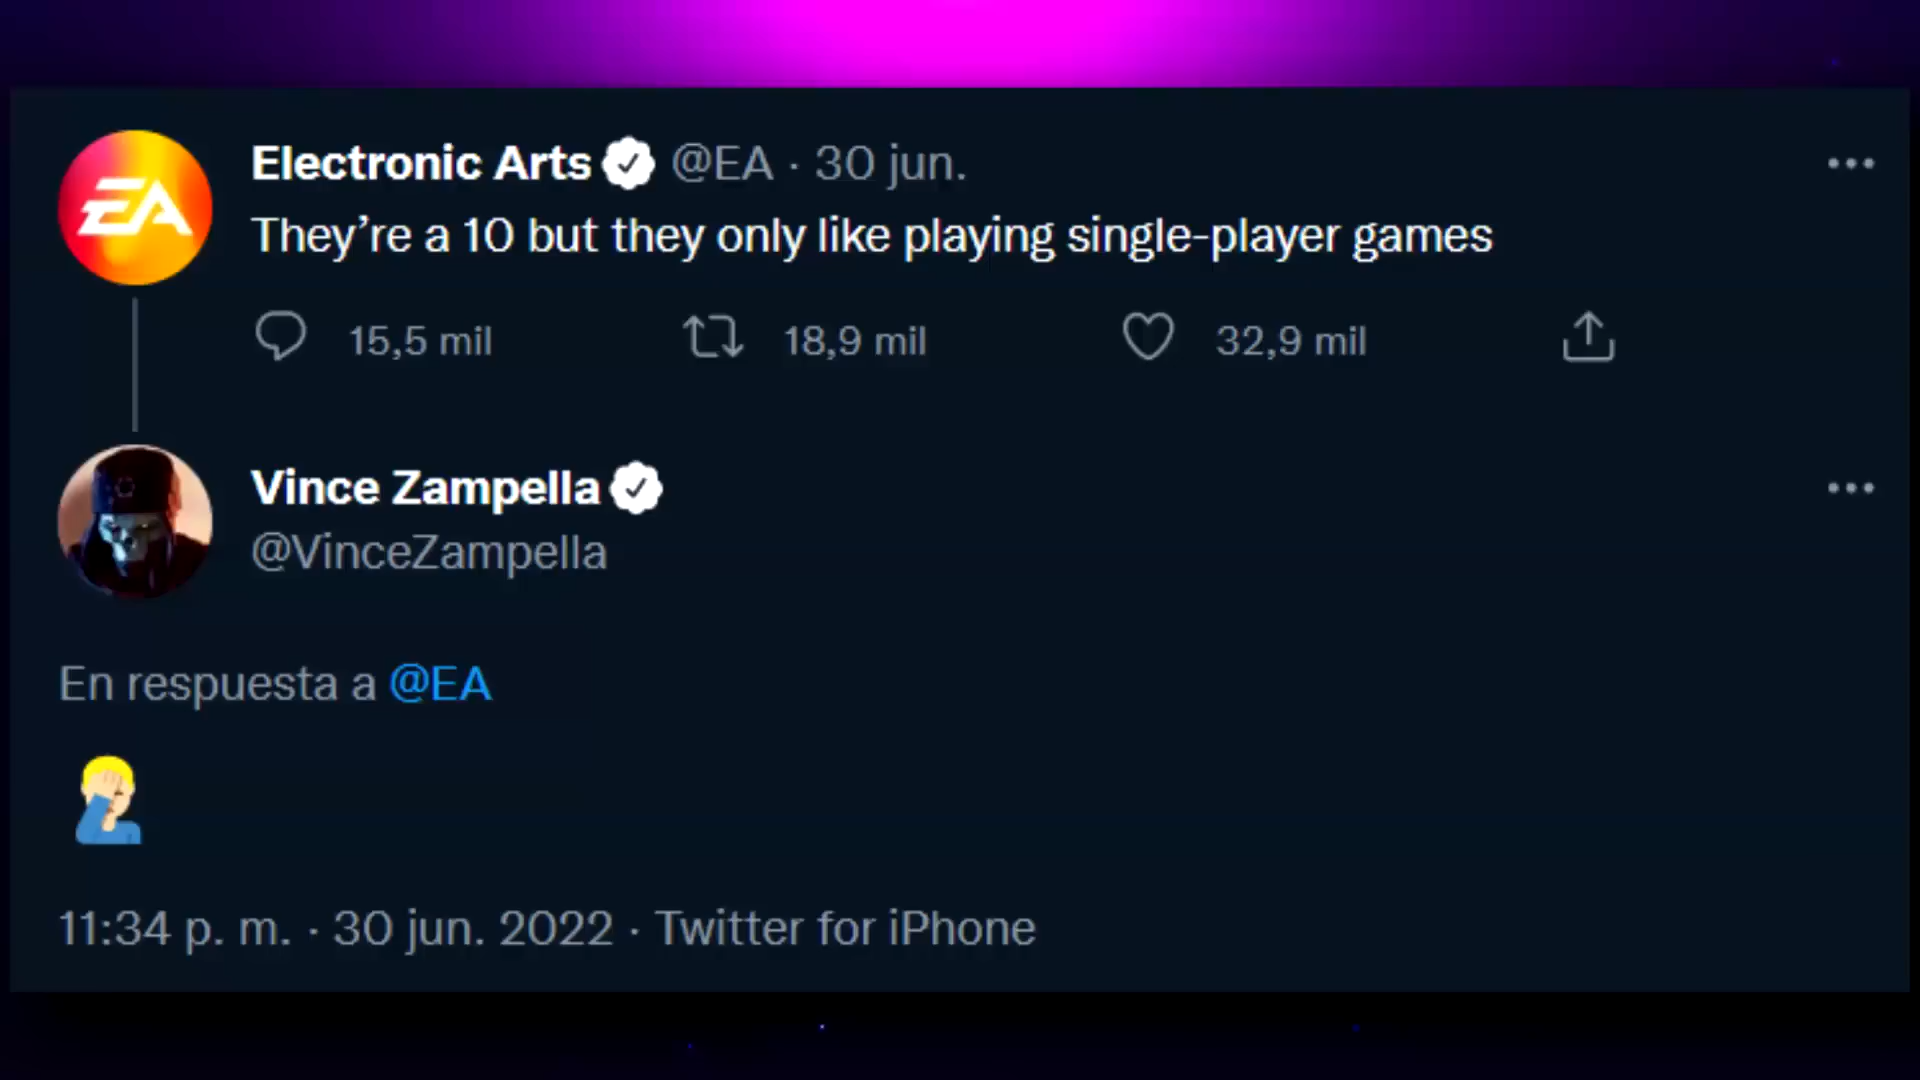 EA
Electronic Arts @EA · 30 jun.
They’re a 10 but they only like playing single-player games
15,5 mil 18,9 mil 32,9 mil
Vince Zampella
@VinceZampella
En respuesta a @EA
11:34 p. m. · 30 jun. 2022 · Twitter for iPhone